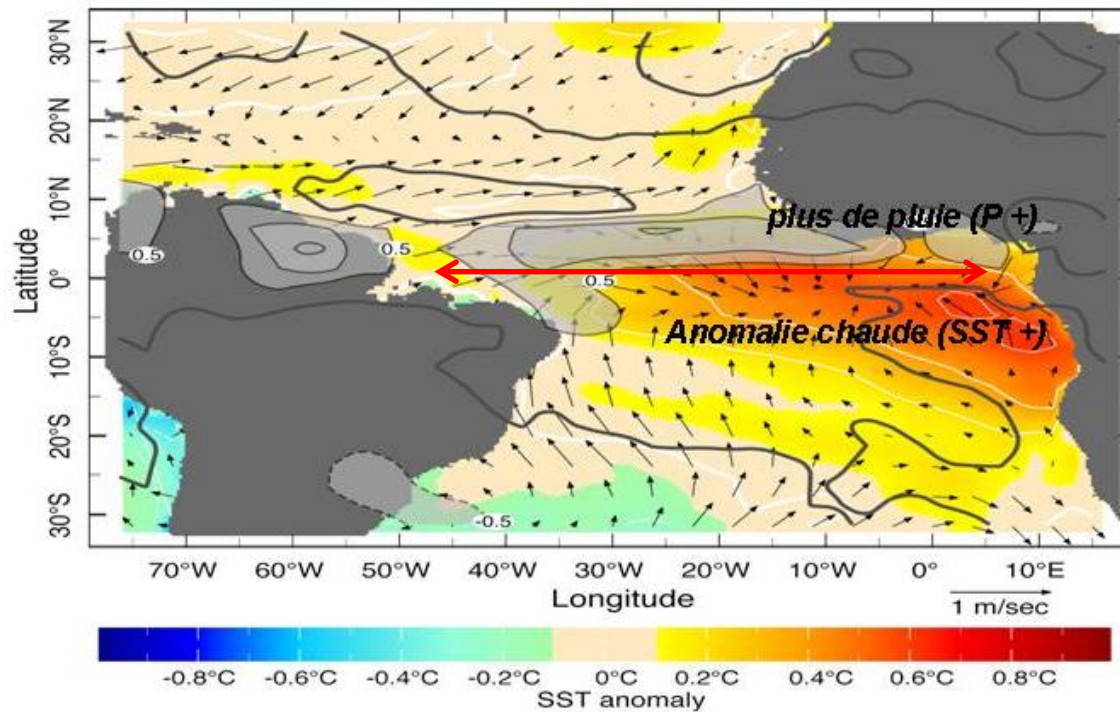 30°N
20°N
10°N
0°
10°S
20°S
30°S
Latitude
plus de pluie (P +)
0.5
0.5
0.5
Anomalie chaude (SST +)
-0.5
70°W 60°W 50°W 40°W 30°W 20°W 10°W 0° 10°E
Longitude
1 m/sec
-0.8°C -0.6°C -0.4°C -0.2°C 0°C 0.2°C 0.4°C 0.6°C 0.8°C
SST anomaly